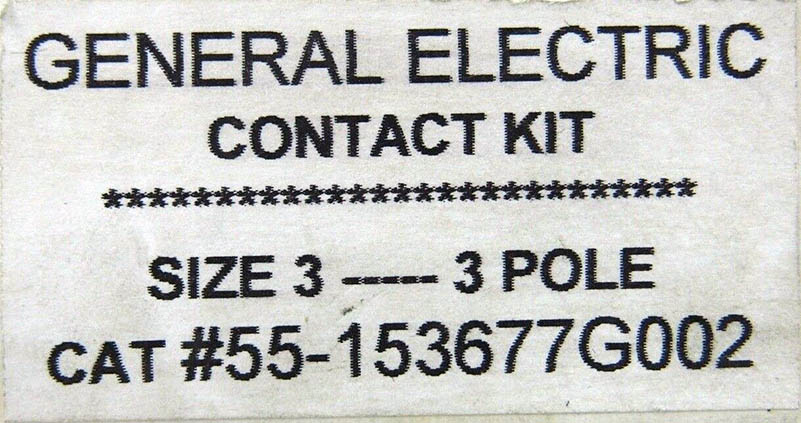 GENERAL ELECTRIC
CONTACT KIT
**************************
SIZE 3 ----- 3 POLE
CAT #55-153677G002